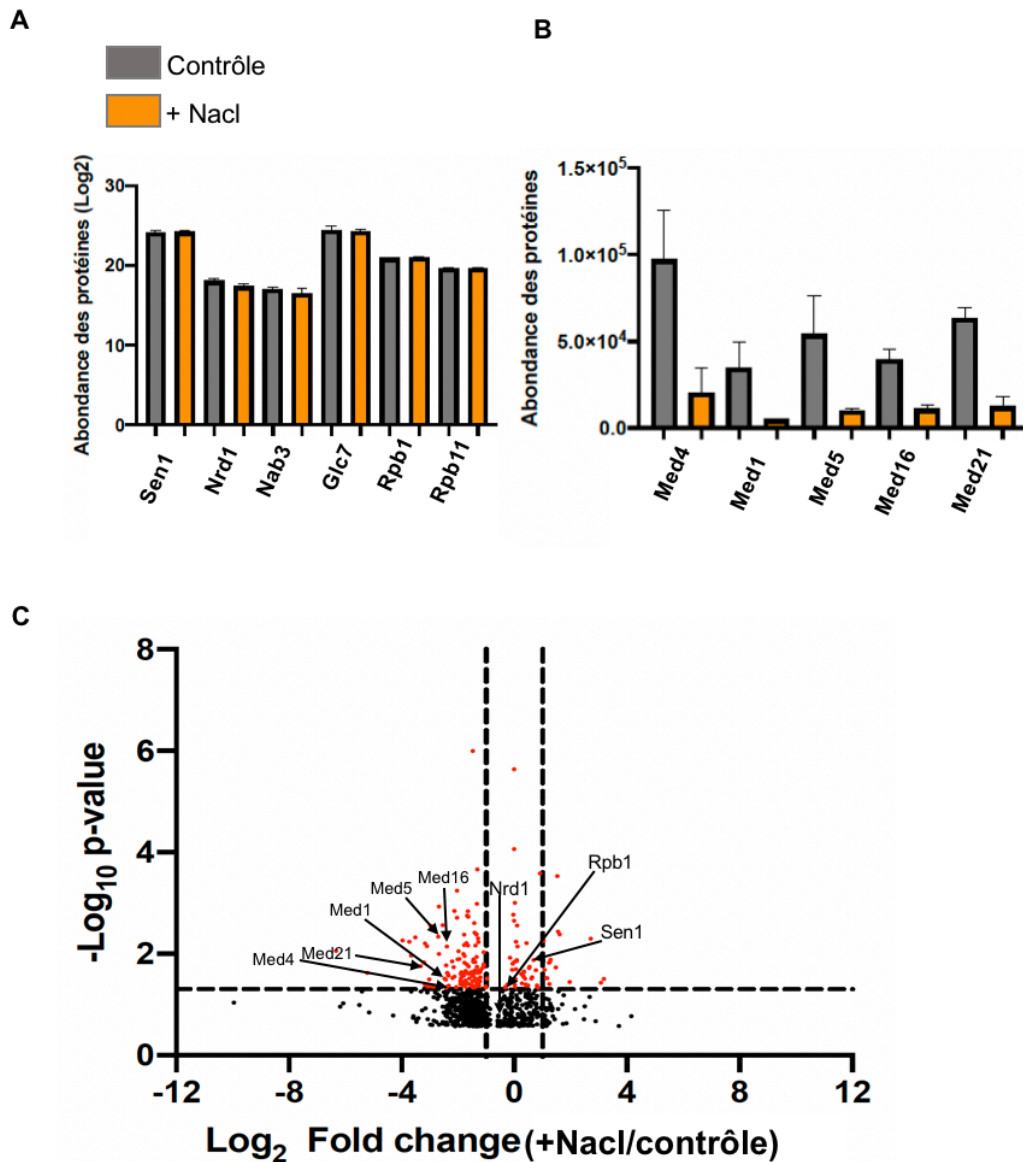 A
Contrôle
+ Nacl
Abondance des protéines (Log2)
30
20
10
0
Sen1
Nrd1
Nab3
Glc7
Rpb1
Rpb11
B
Abondance des protéines
1.5×10⁵
1.0×10⁵
5.0×10⁴
0.0
Med4
Med1
Med5
Med16
Med21
C
-Log₁₀ p-value
8
6
4
2
0
Rpb1
Med16
Nrd1
Med5
Med1
Sen1
Med21
Med4
-12
-8
-4
0
4
8
12
Log₂ Fold change (+Nacl/contrôle)